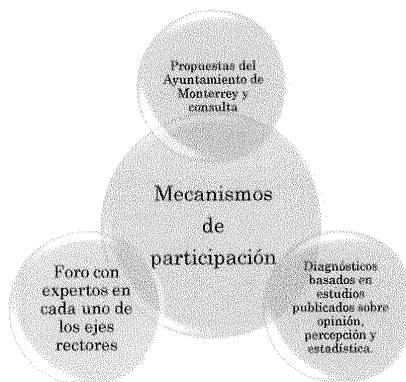 Propuestas del
Ayuntamiento de
Monterrey y
consulta
Mecanismos
de
participación
Foro con
expertos en
cada uno de
los ejes
rectores
Diagnósticos
basados en
estudios
publicados sobre
opinión,
percepción y
estadística.